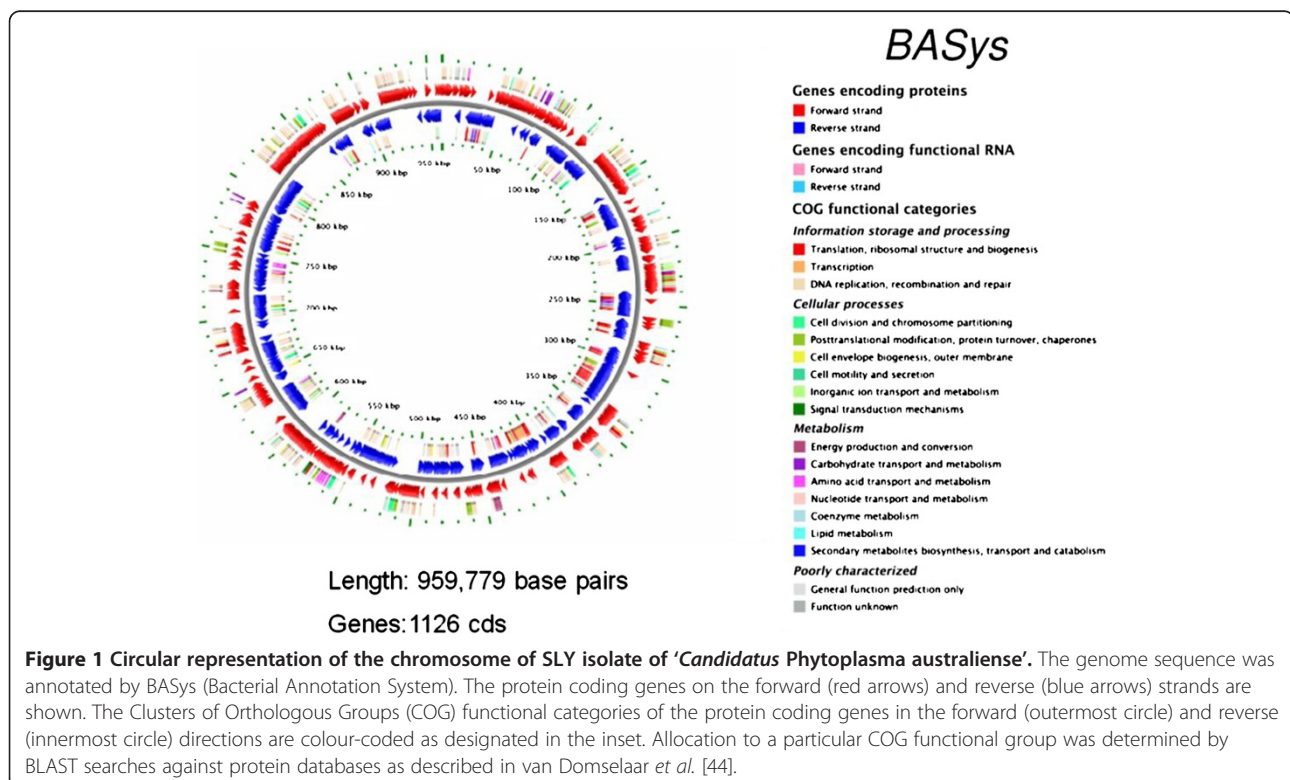 BASys
Genes encoding proteins
Forward strand
Reverse strand
Genes encoding functional RNA
Forward strand
Reverse strand
COG functional categories
Information storage and processing
Translation, ribosomal structure and biogenesis
Transcription
DNA replication, recombination and repair
Cellular processes
Cell division and chromosome partitioning
Posttranslational modification, protein turnover, chaperones
Cell envelope biogenesis, outer membrane
Cell motility and secretion
Inorganic ion transport and metabolism
Signal transduction mechanisms
Metabolism
Energy production and conversion
Carbohydrate transport and metabolism
Amino acid transport and metabolism
Nucleotide transport and metabolism
Coenzyme metabolism
Lipid metabolism
Secondary metabolites biosynthesis, transport and catabolism
Poorly characterized
General function prediction only
Function unknown
50 kbp
100 kbp
150 kbp
200 kbp
250 kbp
300 kbp
350 kbp
400 kbp
450 kbp
500 kbp
550 kbp
600 kbp
650 kbp
700 kbp
750 kbp
800 kbp
850 kbp
900 kbp
950 kbp
Length: 959,779 base pairs
Genes:1126 cds
Figure 1 Circular representation of the chromosome of SLY isolate of 'Candidatus Phytoplasma australiense'. The genome sequence was
annotated by BASys (Bacterial Annotation System). The protein coding genes on the forward (red arrows) and reverse (blue arrows) strands are
shown. The Clusters of Orthologous Groups (COG) functional categories of the protein coding genes in the forward (outermost circle) and reverse
(innermost circle) directions are colour-coded as designated in the inset. Allocation to a particular COG functional group was determined by
BLAST searches against protein databases as described in van Domselaar et al. [44].